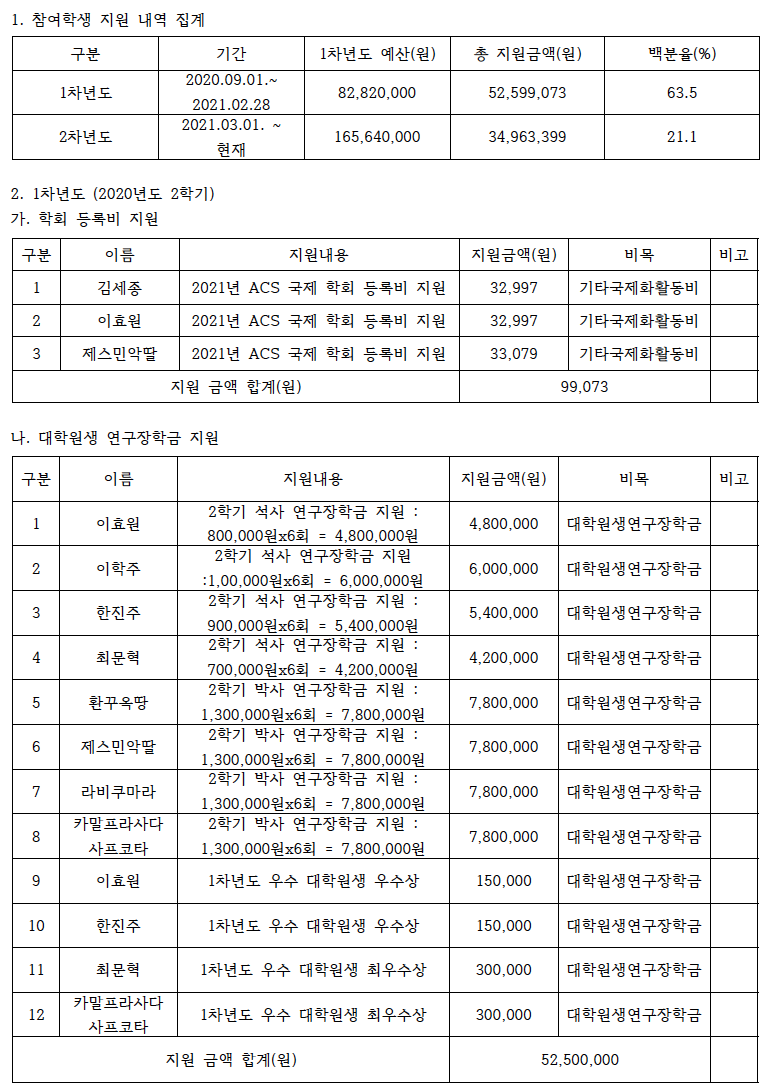 1. 참여학생 지원 내역 집계
구분 기간 1차년도 예산(원) 총 지원금액(원) 백분율(%)
1차년도 2020.09.01.~ 82,820,000 52,599,073 63.5
2021.02.28
2차년도 2021.03.01. ~ 165,640,000 34,963,399 21.1
현재
2. 1차년도 (2020년도 2학기)
가. 학회 등록비 지원
구분 이름 지원내용 지원금액(원) 비목 비고
1 김세종 2021년 ACS 국제 학회 등록비 지원 32,997 기타국제화활동비
2 이효원 2021년 ACS 국제 학회 등록비 지원 32,997 기타국제화활동비
3 제스민악딸 2021년 ACS 국제 학회 등록비 지원 33,079 기타국제화활동비
지원 금액 합계(원) 99,073
나. 대학원생 연구장학금 지원
구분 이름 지원내용 지원금액(원) 비목 비고
1 이효원 2학기 석사 연구장학금 지원 : 4,800,000 대학원생연구장학금
800,000원x6회 = 4,800,000원
2 이학주 2학기 석사 연구장학금 지원 6,000,000 대학원생연구장학금
:1,00,000원x6회 = 6,000,000원
3 한진주 2학기 석사 연구장학금 지원 : 5,400,000 대학원생연구장학금
900,000원x6회 = 5,400,000원
4 최문혁 2학기 석사 연구장학금 지원 : 4,200,000 대학원생연구장학금
700,000원x6회 = 4,200,000원
5 환꾸옥땅 2학기 박사 연구장학금 지원 : 7,800,000 대학원생연구장학금
1,300,000원x6회 = 7,800,000원
6 제스민악딸 2학기 박사 연구장학금 지원 : 7,800,000 대학원생연구장학금
1,300,000원x6회 = 7,800,000원
7 라비쿠마라 2학기 박사 연구장학금 지원 : 7,800,000 대학원생연구장학금
1,300,000원x6회 = 7,800,000원
8 카말프라사다 2학기 박사 연구장학금 지원 : 7,800,000 대학원생연구장학금
사프코타 1,300,000원x6회 = 7,800,000원
9 이효원 1차년도 우수 대학원생 우수상 150,000 대학원생연구장학금
10 한진주 1차년도 우수 대학원생 우수상 150,000 대학원생연구장학금
11 최문혁 1차년도 우수 대학원생 최우수상 300,000 대학원생연구장학금
12 카말프라사다 1차년도 우수 대학원생 최우수상 300,000 대학원생연구장학금
사프코타
지원 금액 합계(원) 52,500,000